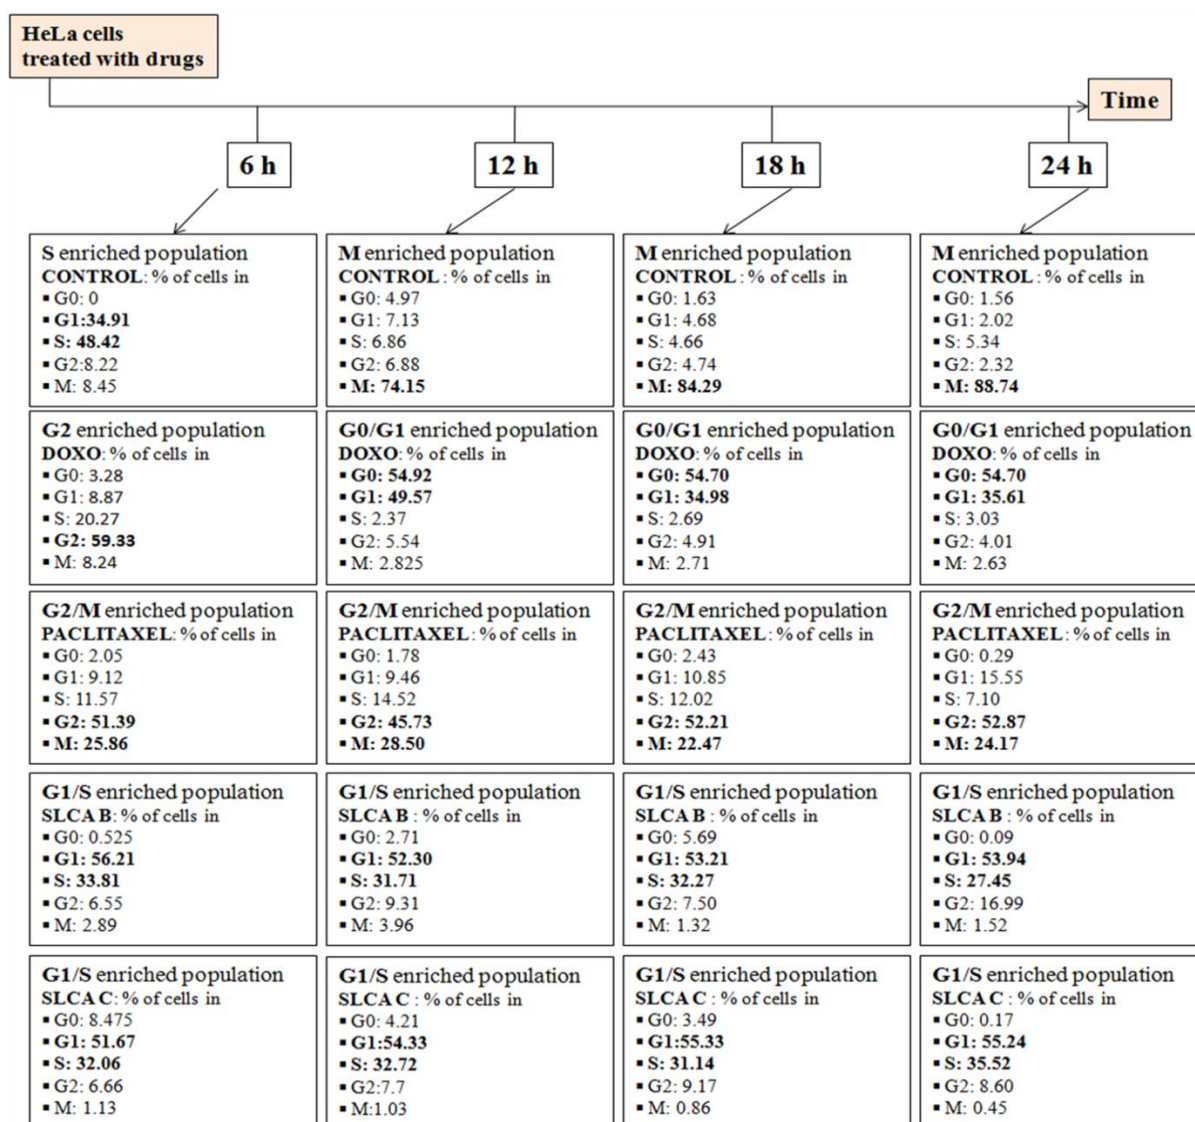 HeLa cells
treated with drugs
Time
6 h
12 h
18 h
24 h
S enriched population
CONTROL: % of cells in
▪ G0: 0
▪ G1:34.91
▪ S: 48.42
▪ G2:8.22
▪ M: 8.45
M enriched population
CONTROL : % of cells in
▪ G0: 4.97
▪ G1: 7.13
▪ S: 6.86
▪ G2: 6.88
▪ M: 74.15
M enriched population
CONTROL: % of cells in
▪ G0: 1.63
▪ G1: 4.68
▪ S: 4.66
▪ G2: 4.74
▪ M: 84.29
M enriched population
CONTROL : % of cells in
▪ G0: 1.56
▪ G1: 2.02
▪ S: 5.34
▪ G2: 2.32
▪ M: 88.74
G2 enriched population
DOXO: % of cells in
▪ G0: 3.28
▪ G1: 8.87
▪ S: 20.27
▪ G2: 59.33
▪ M: 8.24
G0/G1 enriched population
DOXO: % of cells in
▪ G0: 54.92
▪ G1: 49.57
▪ S: 2.37
▪ G2: 5.54
▪ M: 2.825
G0/G1 enriched population
DOXO: % of cells in
▪ G0: 54.70
▪ G1: 34.98
▪ S: 2.69
▪ G2: 4.91
▪ M: 2.71
G0/G1 enriched population
DOXO: % of cells in
▪ G0: 54.70
▪ G1: 35.61
▪ S: 3.03
▪ G2: 4.01
▪ M: 2.63
G2/M enriched population
PACLITAXEL: % of cells in
▪ G0: 2.05
▪ G1: 9.12
▪ S: 11.57
▪ G2: 51.39
▪ M: 25.86
G2/M enriched population
PACLITAXEL: % of cells in
▪ G0: 1.78
▪ G1: 9.46
▪ S: 14.52
▪ G2: 45.73
▪ M: 28.50
G2/M enriched population
PACLITAXEL: % of cells in
▪ G0: 2.43
▪ G1: 10.85
▪ S: 12.02
▪ G2: 52.21
▪ M: 22.47
G2/M enriched population
PACLITAXEL: % of cells in
▪ G0: 0.29
▪ G1: 15.55
▪ S: 7.10
▪ G2: 52.87
▪ M: 24.17
G1/S enriched population
SLCA B: % of cells in
▪ G0: 0.525
▪ G1: 56.21
▪ S: 33.81
▪ G2: 6.55
▪ M: 2.89
G1/S enriched population
SLCA B : % of cells in
▪ G0: 2.71
▪ G1: 52.30
▪ S: 31.71
▪ G2: 9.31
▪ M: 3.96
G1/S enriched population
SLCA B : % of cells in
▪ G0: 5.69
▪ G1: 53.21
▪ S: 32.27
▪ G2: 7.50
▪ M: 1.32
G1/S enriched population
SLCA B : % of cells in
▪ G0: 0.09
▪ G1: 53.94
▪ S: 27.45
▪ G2: 16.99
▪ M: 1.52
G1/S enriched population
SLCA C: % of cells in
▪ G0: 8.475
▪ G1: 51.67
▪ S: 32.06
▪ G2: 6.66
▪ M: 1.13
G1/S enriched population
SLCA C : % of cells in
▪ G0: 4.21
▪ G1:54.33
▪ S: 32.72
▪ G2:7.7
▪ M:1.03
G1/S enriched population
SLCA C : % of cells in
▪ G0: 3.49
▪ G1:55.33
▪ S: 31.14
▪ G2: 9.17
▪ M: 0.86
G1/S enriched population
SLCA C : % of cells in
▪ G0: 0.17
▪ G1: 55.24
▪ S: 35.52
▪ G2: 8.60
▪ M: 0.45